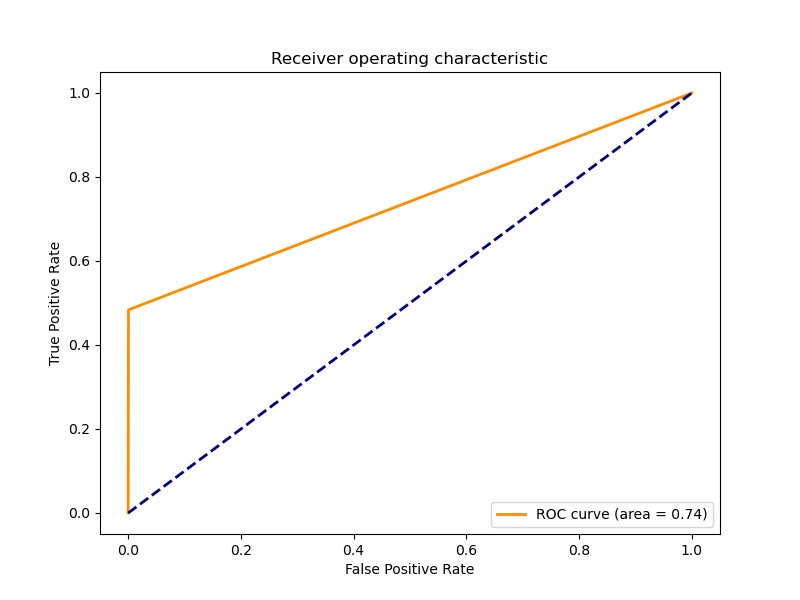 Receiver operating characteristic
True Positive Rate
1.0
0.8
0.6
0.4
0.2
0.0
ROC curve (area = 0.74)
0.0 0.2 0.4 0.6 0.8 1.0
False Positive Rate